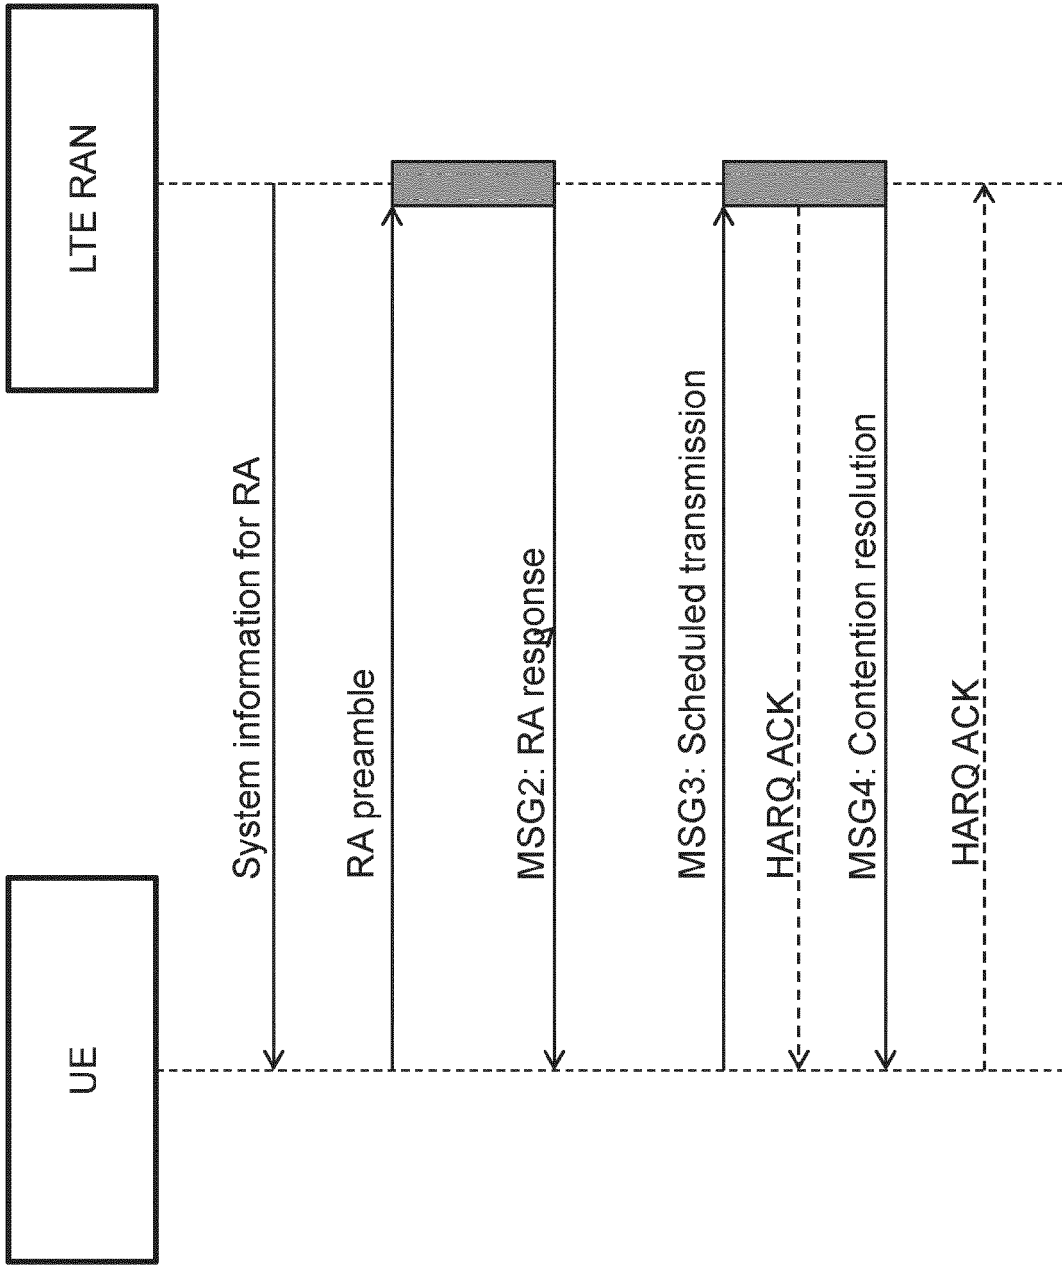 UE
LTE RAN
System information for RA
RA preamble
MSG2: RA response
MSG3: Scheduled transmission
HARQ ACK
MSG4: Contention resolution
HARQ ACK